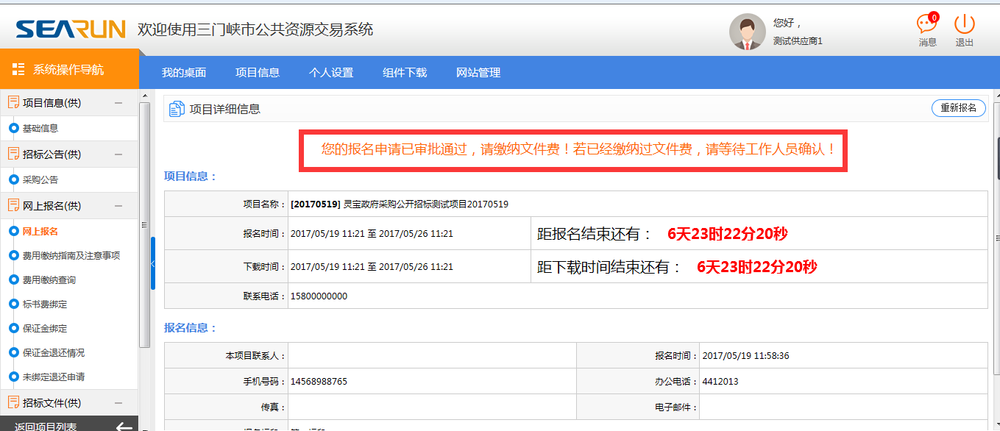 SEARUN 欢迎使用三门峡市公共资源交易系统
您好，
测试供应商1
0
消息 退出
系统操作导航
我的桌面 项目信息 个人设置 组件下载 网站管理
项目信息(供)
基础信息
招标公告(供)
采购公告
网上报名(供)
网上报名
费用缴纳指南及注意事项
费用缴纳查询
标书费绑定
保证金绑定
保证金退还情况
未绑定退还申请
招标文件(供)
返回项目列表
项目详细信息 重新报名
您的报名申请已审批通过，请缴纳文件费！若已经缴纳过文件费，请等待工作人员确认！
项目信息：
项目名称： [20170519] 灵宝政府采购公开招标测试项目20170519
报名时间： 2017/05/19 11:21 至 2017/05/26 11:21 距报名结束还有： 6天23时22分20秒
下载时间： 2017/05/19 11:21 至 2017/05/26 11:21 距下载时间结束还有： 6天23时22分20秒
联系电话： 15800000000
报名信息：
本项目联系人： 报名时间： 2017/05/19 11:58:36
手机号码： 14568988765 办公电话： 4412013
传真： 电子邮件：